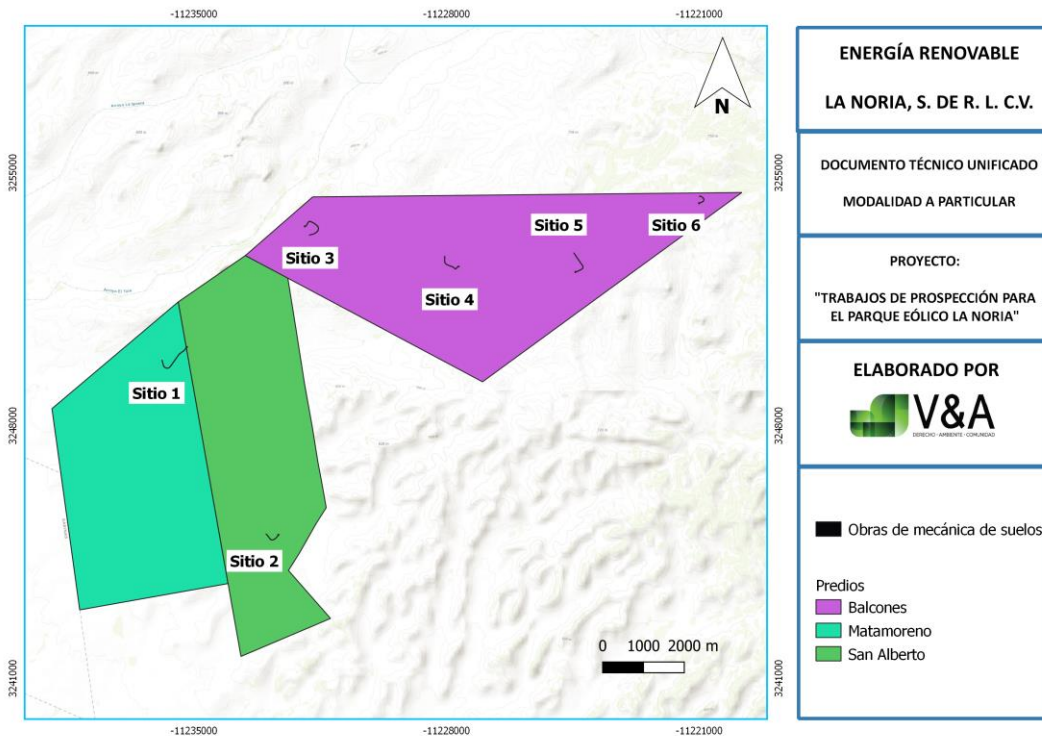 -11235000
-11228000
-11221000
3255000
3255000
N
Sitio 5
Sitio 6
Sitio 3
Sitio 4
Sitio 1
3248000
3248000
Sitio 2
0 1000 2000 m
3241000
3241000
-11235000
-11228000
-11221000
ENERGÍA RENOVABLE
LA NORIA, S. DE R. L. C.V.
DOCUMENTO TÉCNICO UNIFICADO
MODALIDAD A PARTICULAR
PROYECTO:
"TRABAJOS DE PROSPECCIÓN PARA
EL PARQUE EÓLICO LA NORIA"
ELABORADO POR
V&A
DERECHO · AMBIENTE · COMUNIDAD
Obras de mecánica de suelos
Predios
Balcones
Matamoreno
San Alberto